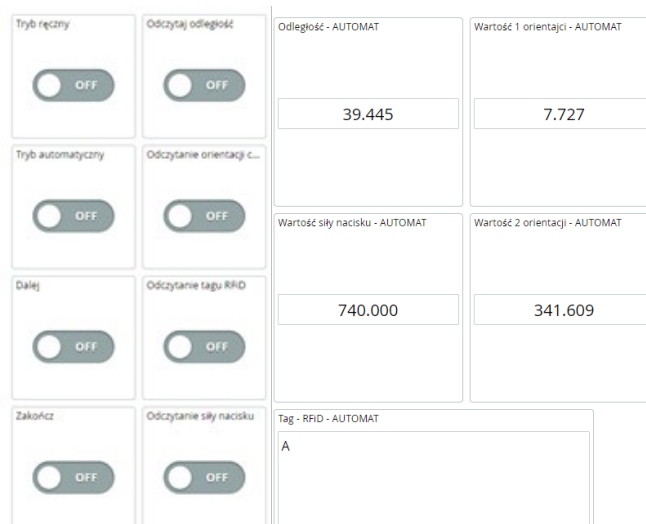 Tryb ręczny
OFF
Odczytaj odległość
OFF
Tryb automatyczny
OFF
Odczytanie orientacji c...
OFF
Dalej
OFF
Odczytanie tagu RFiD
OFF
Zakończ
OFF
Odczytanie siły nacisku
OFF
Odległość - AUTOMAT
39.445
Wartość 1 orientajci - AUTOMAT
7.727
Wartość siły nacisku - AUTOMAT
740.000
Wartość 2 orientacji - AUTOMAT
341.609
Tag - RFiD - AUTOMAT
A